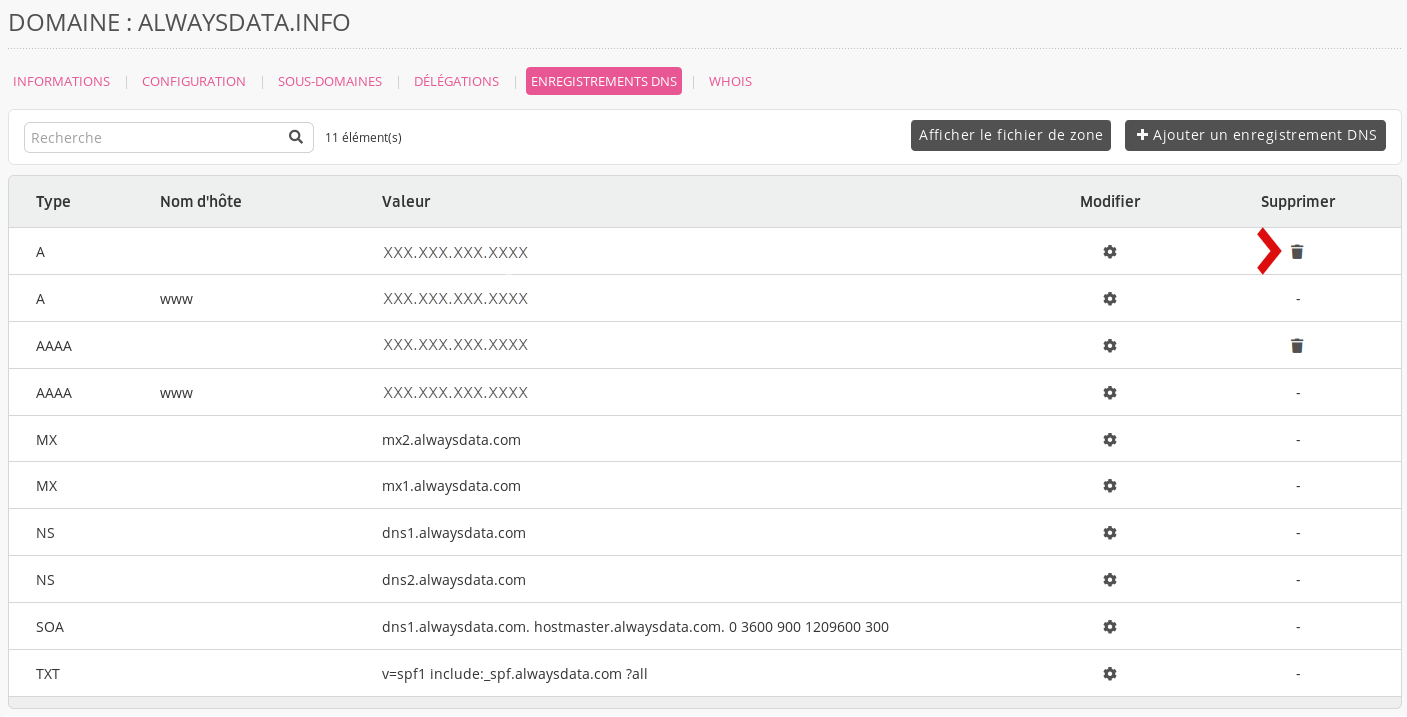 DOMAINE : ALWAYSDATA.INFO
INFORMATIONS | CONFIGURATION | SOUS-DOMAINES | DÉLÉGATIONS | ENREGISTREMENTS DNS | WHOIS
Recherche 11 élément(s) Afficher le fichier de zone Ajouter un enregistrement DNS
Type Nom d'hôte Valeur Modifier Supprimer
A XXX.XXX.XXX.XXXX
A www XXX.XXX.XXX.XXXX -
AAAA XXX.XXX.XXX.XXXX
AAAA www XXX.XXX.XXX.XXXX -
MX mx2.alwaysdata.com -
MX mx1.alwaysdata.com -
NS dns1.alwaysdata.com -
NS dns2.alwaysdata.com -
SOA dns1.alwaysdata.com. hostmaster.alwaysdata.com. 0 3600 900 1209600 300 -
TXT v=spf1 include:_spf.alwaysdata.com ?all -